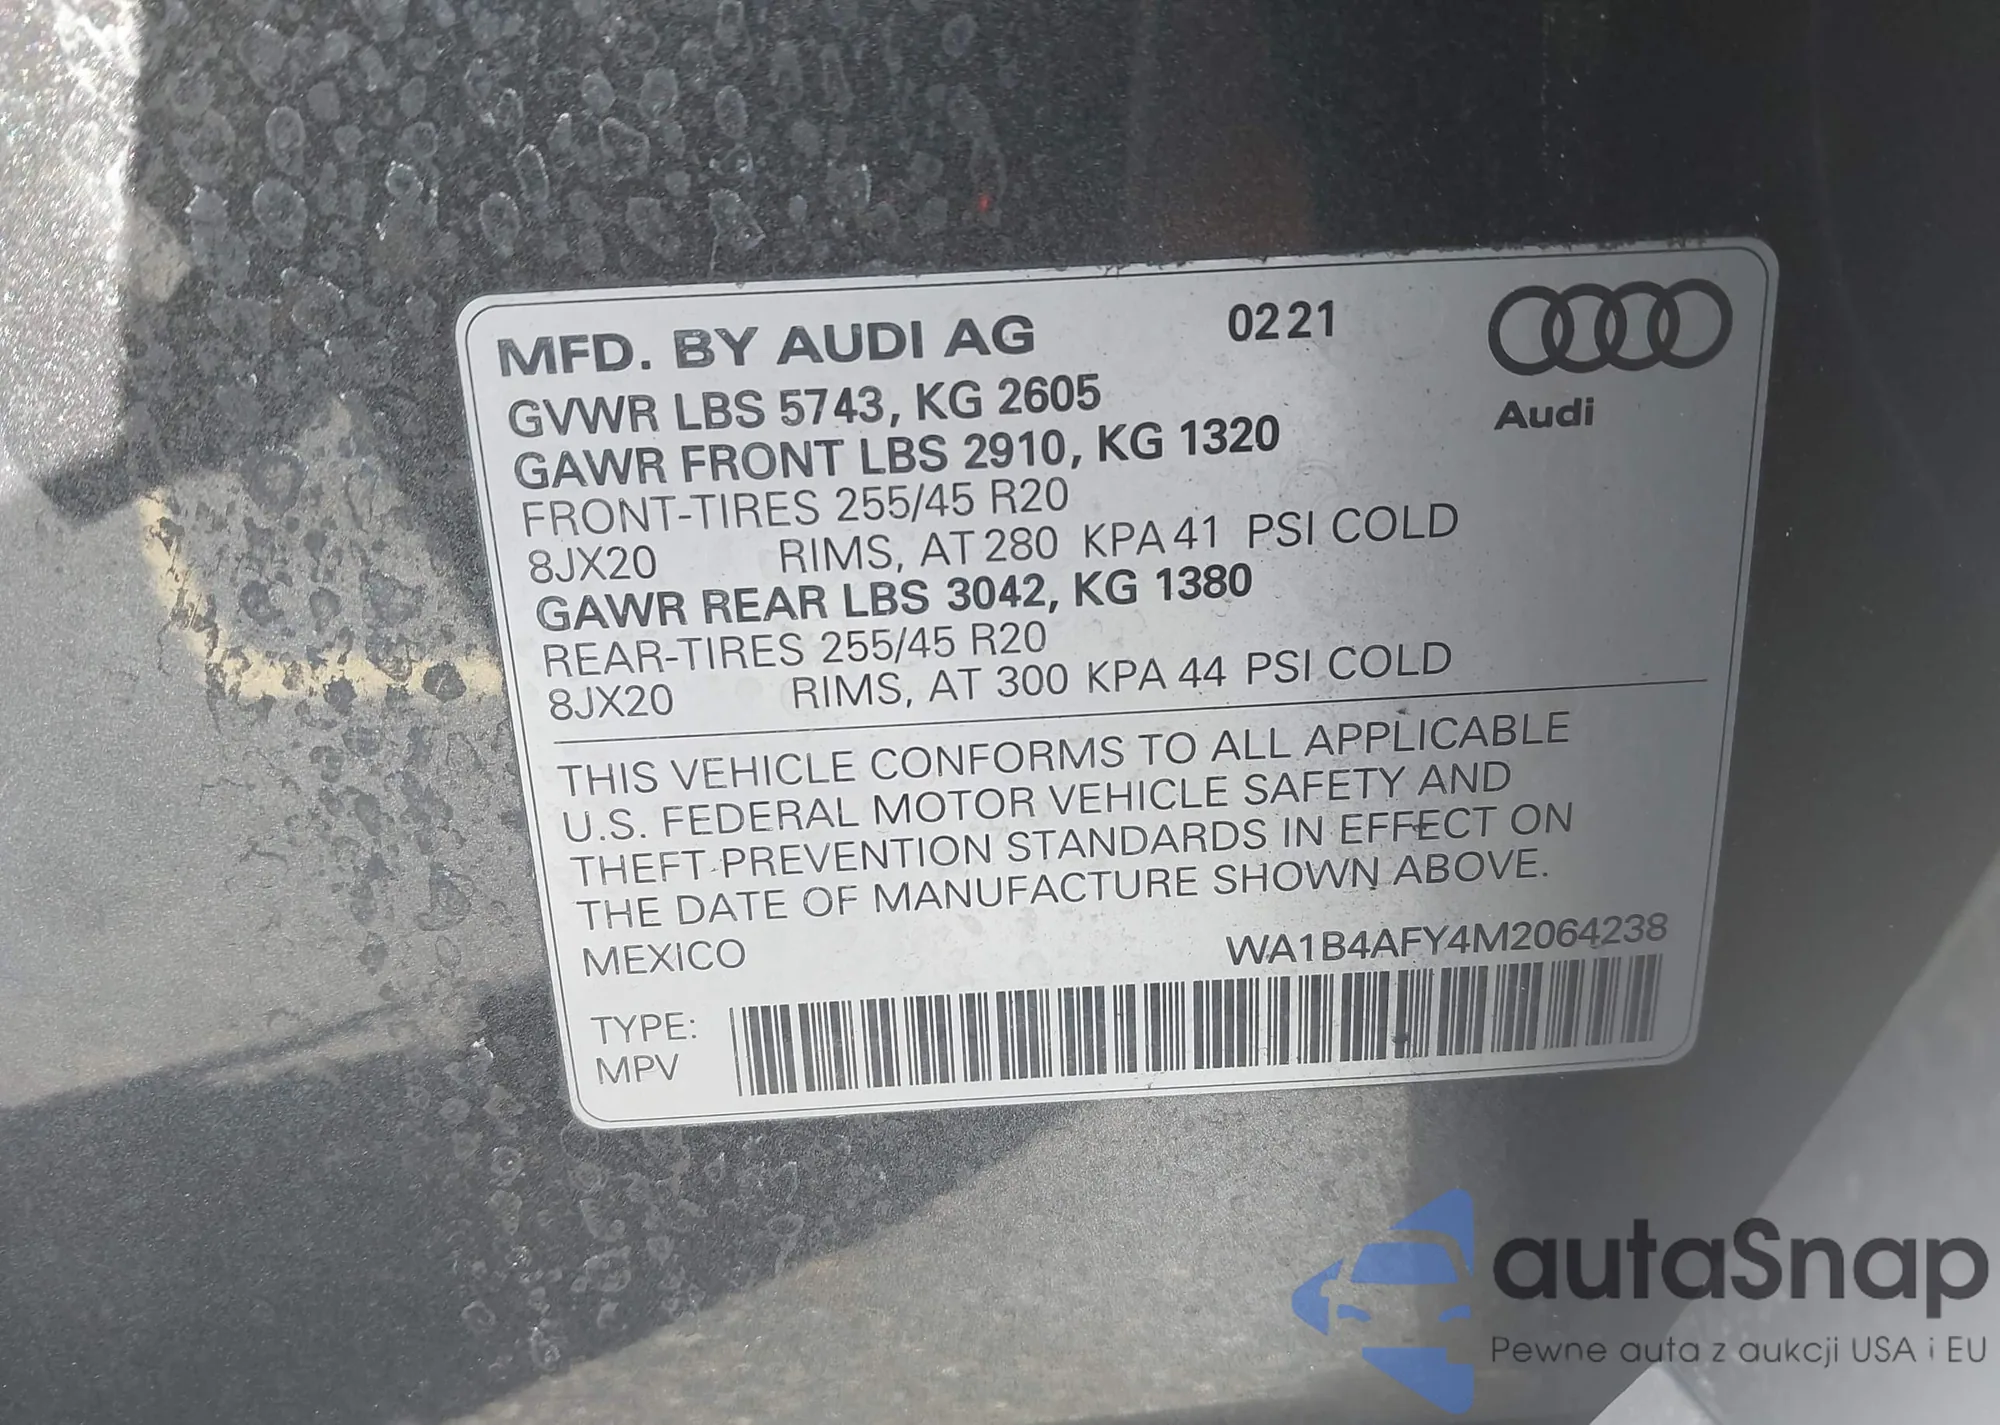 MFD. BY AUDI AG 0221
GVWR LBS 5743, KG 2605
Audi
GAWR FRONT LBS 2910, KG 1320
FRONT-TIRES 255/45 R20
8JX20 RIMS, AT 280 KPA 41 PSI COLD
GAWR REAR LBS 3042, KG 1380
REAR-TIRES 255/45 R20
8JX20 RIMS, AT 300 KPA 44 PSI COLD
THIS VEHICLE CONFORMS TO ALL APPLICABLE
U.S. FEDERAL MOTOR VEHICLE SAFETY AND
THEFT PREVENTION STANDARDS IN EFFECT ON
THE DATE OF MANUFACTURE SHOWN ABOVE.
MEXICO WA1B4AFY4M2064238
TYPE:
MPV
autaSnap
Pewne auta z aukcji USA i EU